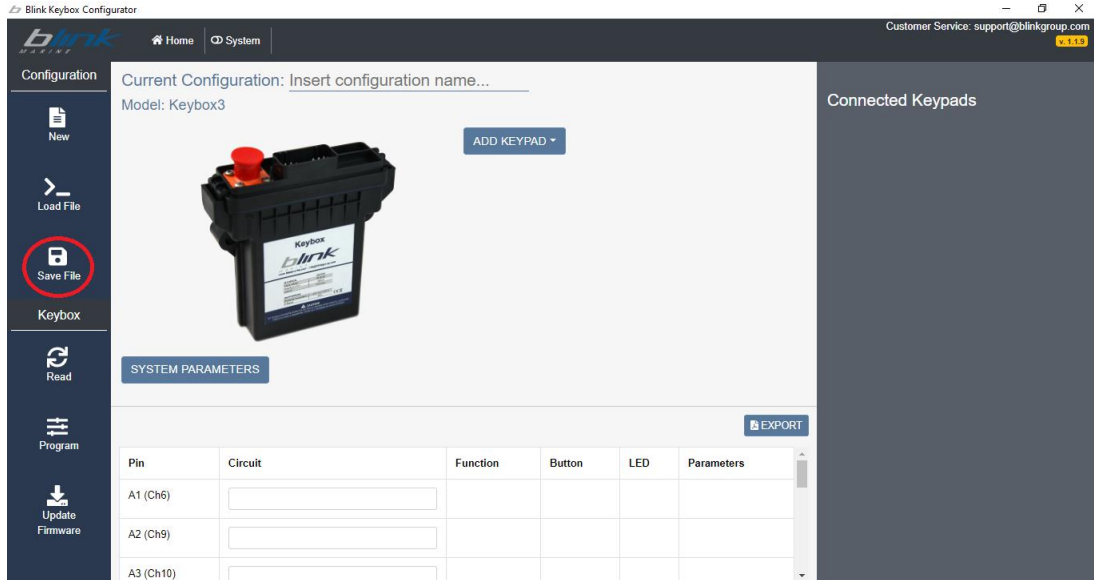 Blink Keybox Configurator
blink
MARINE
Home
System
Customer Service: support@blinkgroup.com
v. 1.1.9
Configuration
New
Load File
Save File
Keybox
Read
Program
Update
Firmware
Current Configuration: Insert configuration name...
Model: Keybox3
ADD KEYPAD
Keybox
blink
SYSTEM PARAMETERS
Connected Keypads
EXPORT
Pin Circuit Function Button LED Parameters
A1 (Ch6)
A2 (Ch9)
A3 (Ch10)